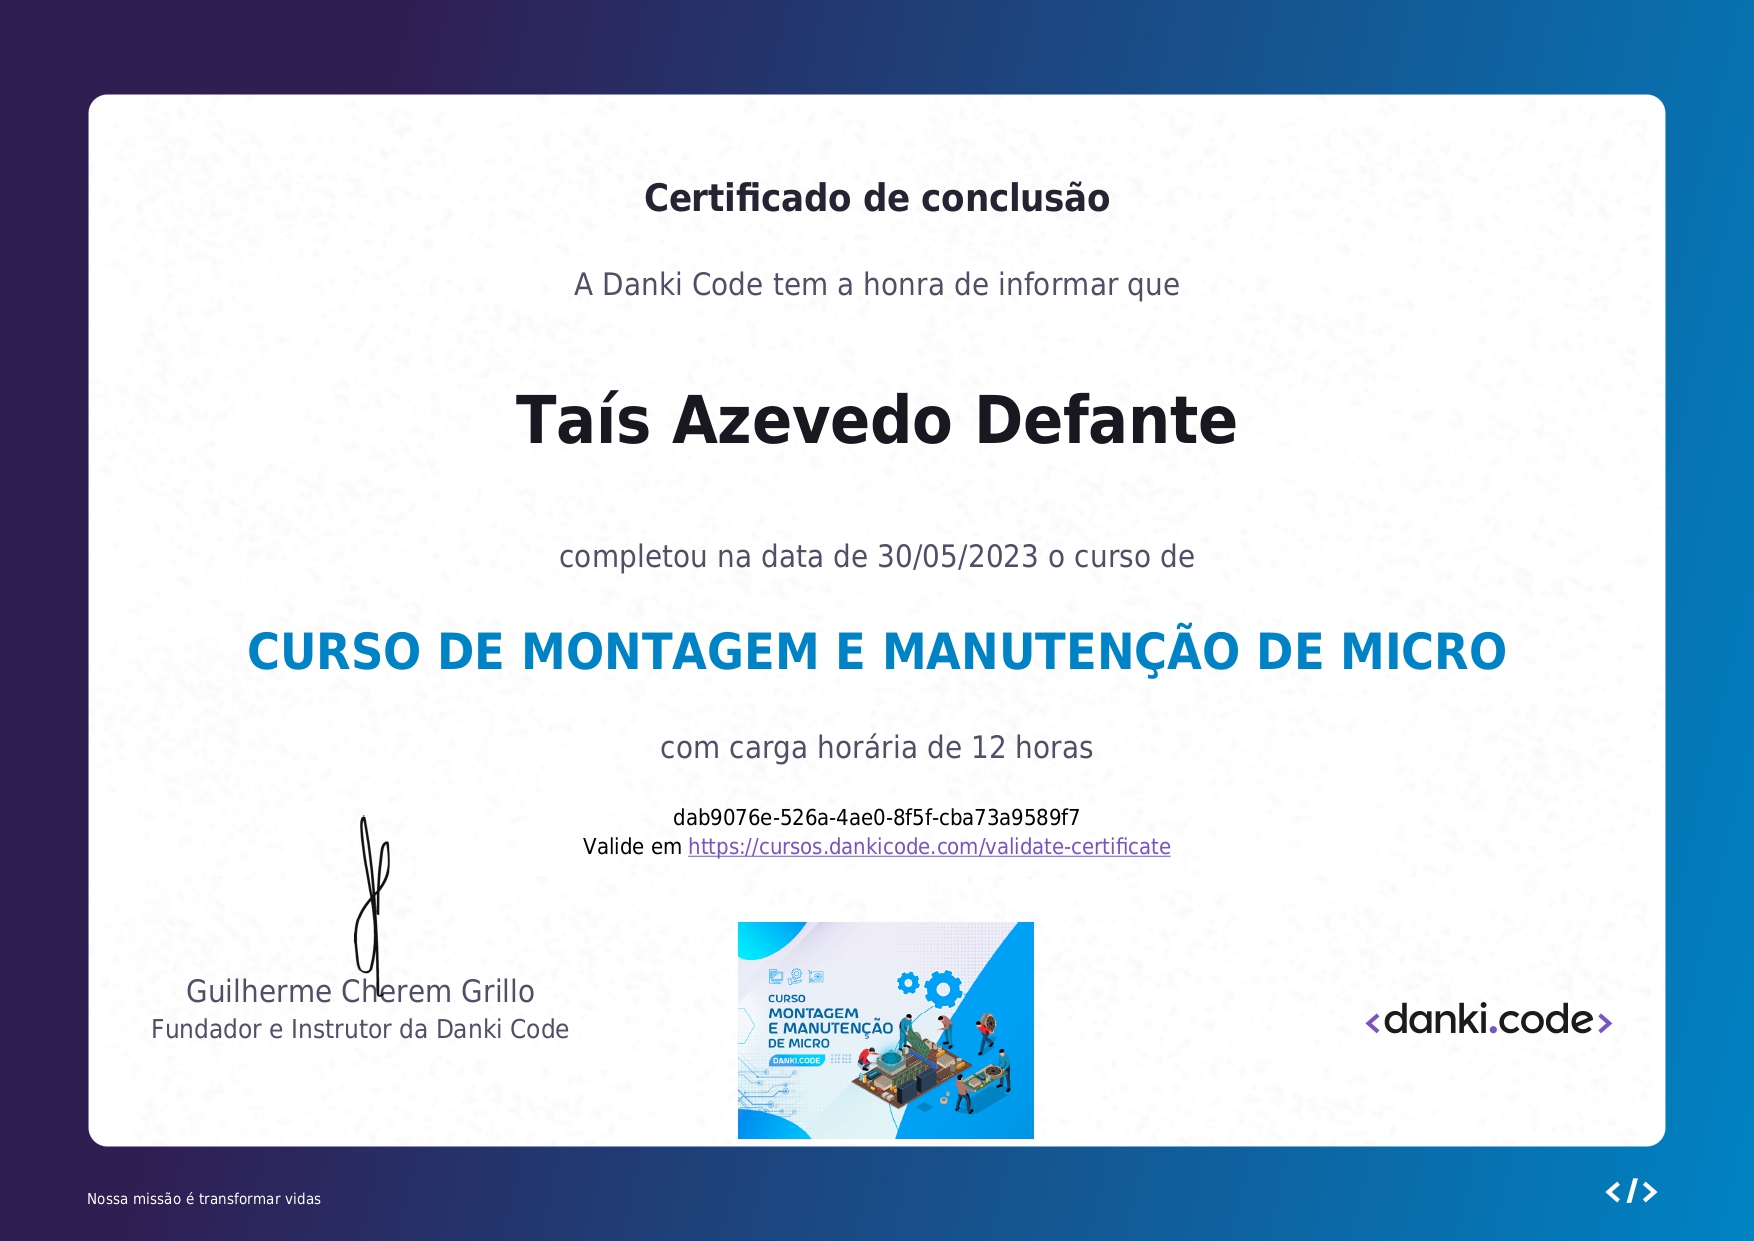 Certificado de conclusão
A Danki Code tem a honra de informar que
Taís Azevedo Defante
completou na data de 30/05/2023 o curso de
CURSO DE MONTAGEM E MANUTENÇÃO DE MICRO
com carga horária de 12 horas
dab9076e-526a-4ae0-8f5f-cba73a9589f7
Valide em https://cursos.dankicode.com/validate-certificate
Guilherme Cherem Grillo
Fundador e Instrutor da Danki Code
CURSO
MONTAGEM
E MANUTENÇÃO
DE MICRO
DANKI.CODE
<danki.code>
Nossa missão é transformar vidas
</>